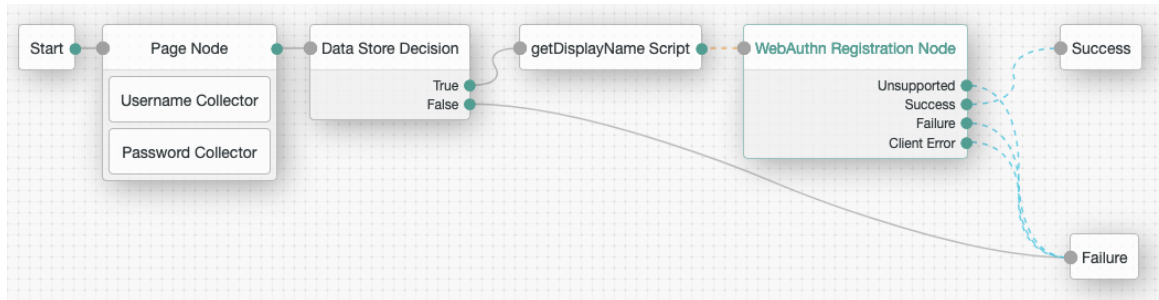 Start
Page Node
Username Collector
Password Collector
Data Store Decision
True
False
getDisplayName Script
WebAuthn Registration Node
Unsupported
Success
Failure
Client Error
Success
Failure